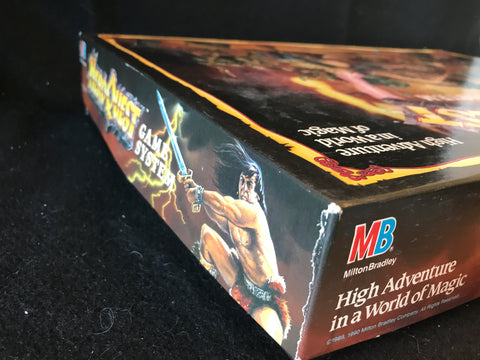 HeroQuest
GAME
SYSTEM
High Adventure
in a World
of Magic
MB
Milton Bradley
High Adventure
in a World of Magic
©1989, 1990 Milton Bradley Company. All Rights Reserved.